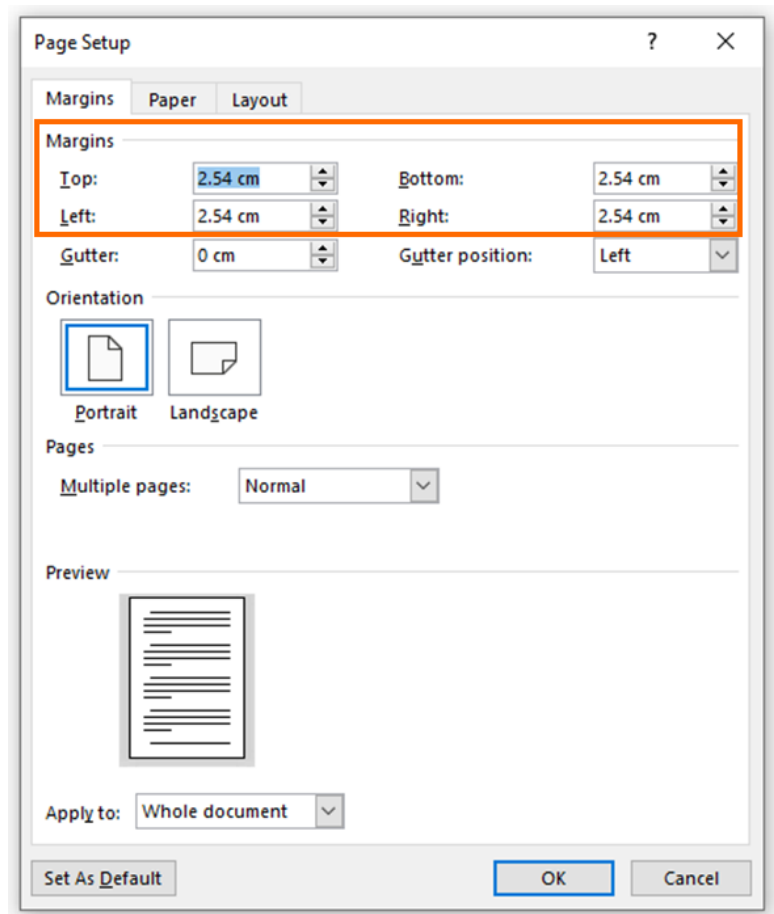 Page Setup ?
Margins Paper Layout
Margins
Top: 2.54 cm Bottom: 2.54 cm
Left: 2.54 cm Right: 2.54 cm
Gutter: 0 cm Gutter position: Left
Orientation
Portrait Landscape
Pages
Multiple pages: Normal
Preview
Apply to: Whole document
Set As Default OK Cancel